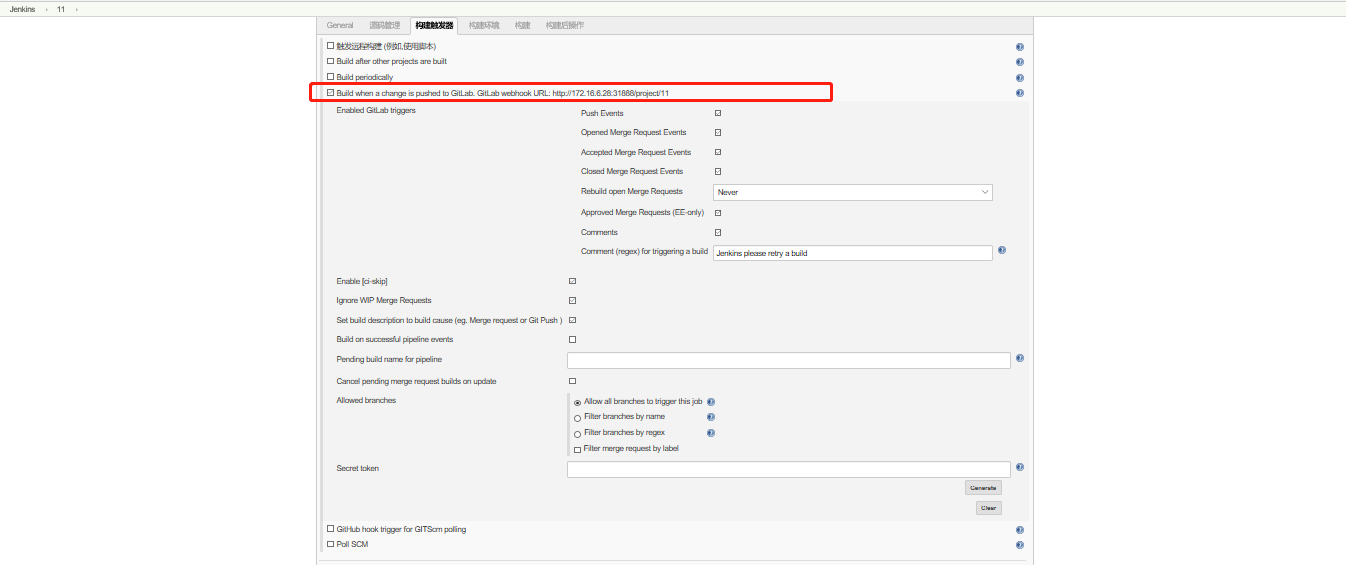 Jenkins › 11 ›
General 源码管理 构建触发器 构建环境 构建 构建后操作
触发远程构建 (例如,使用脚本)
Build after other projects are built
Build periodically
Build when a change is pushed to GitLab. GitLab webhook URL: http://172.16.6.28:31888/project/11
Enabled GitLab triggers
Push Events
Opened Merge Request Events
Accepted Merge Request Events
Closed Merge Request Events
Rebuild open Merge Requests Never
Approved Merge Requests (EE-only)
Comments
Comment (regex) for triggering a build Jenkins please retry a build
Enable [ci-skip]
Ignore WIP Merge Requests
Set build description to build cause (eg. Merge request or Git Push )
Build on successful pipeline events
Pending build name for pipeline
Cancel pending merge request builds on update
Allowed branches
Allow all branches to trigger this job
Filter branches by name
Filter branches by regex
Filter merge request by label
Secret token
Generate
Clear
GitHub hook trigger for GITScm polling
Poll SCM